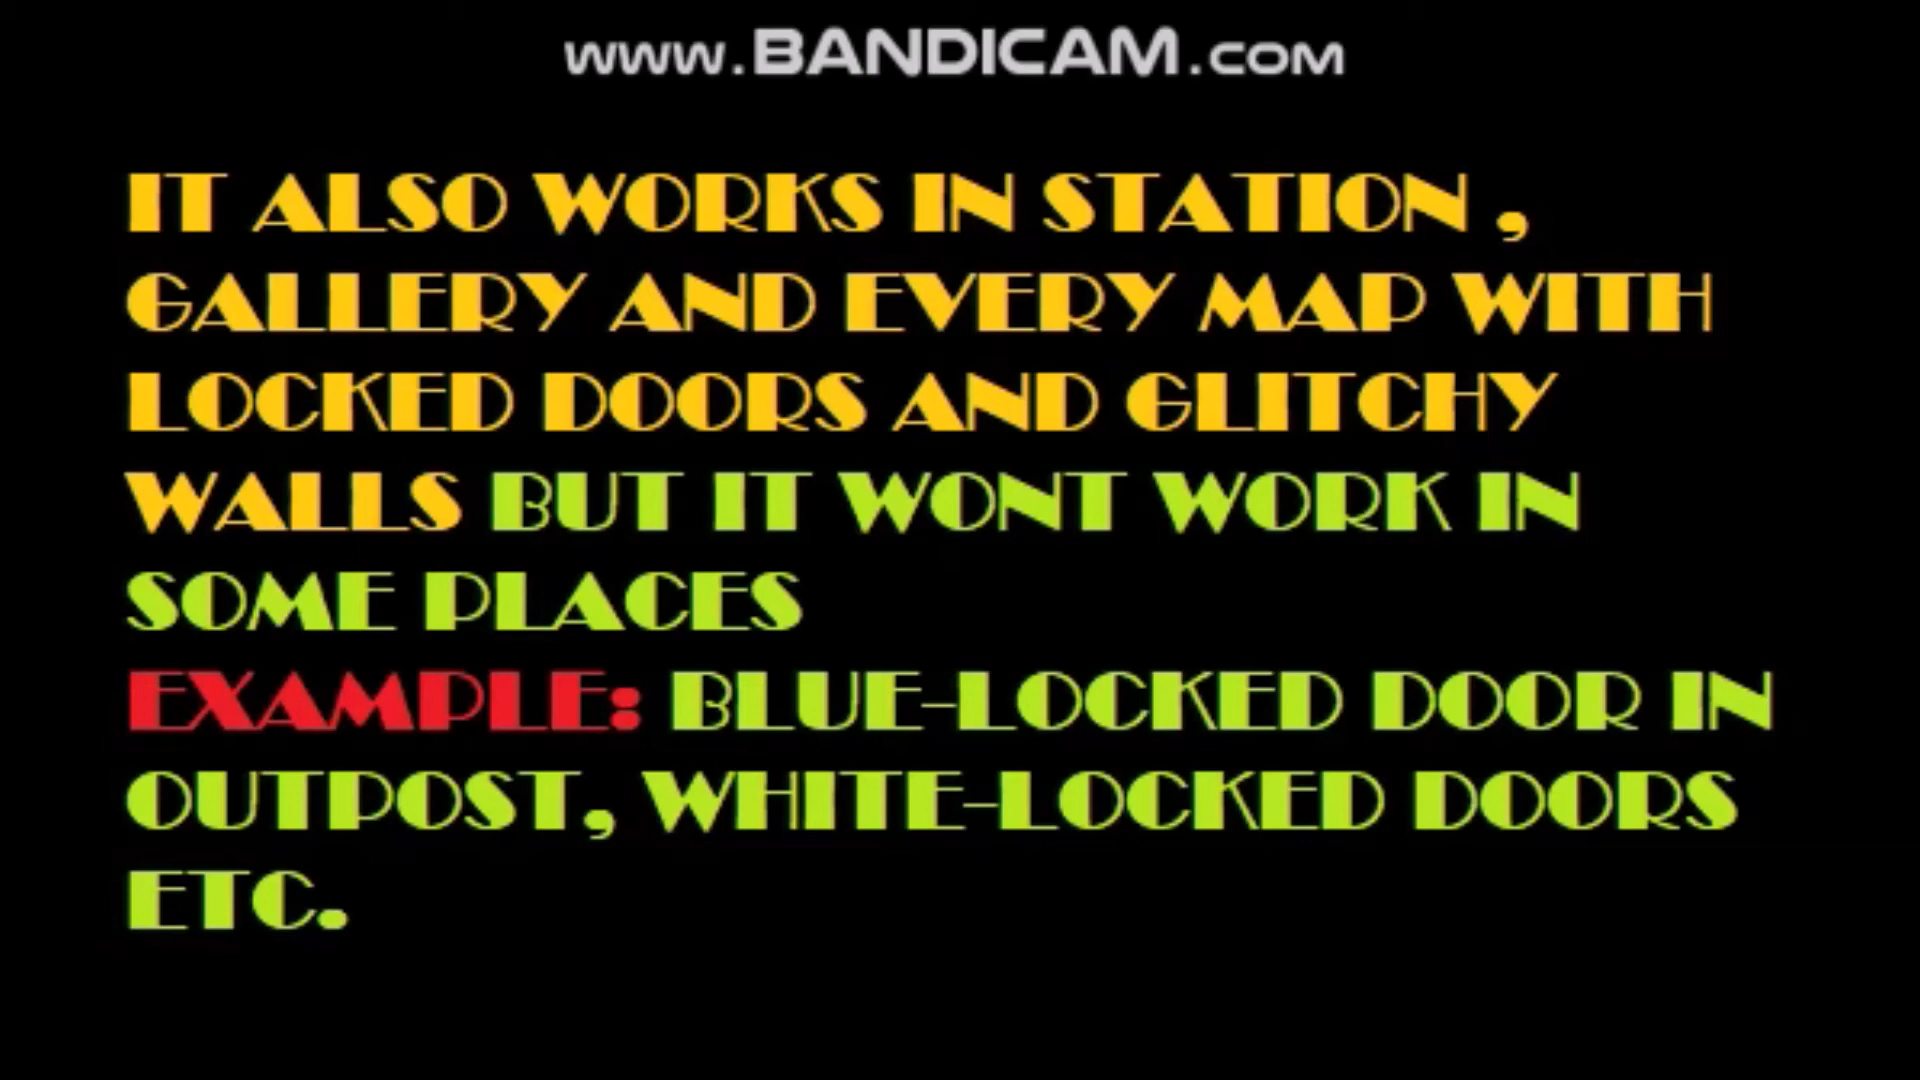 www.BANDICAM.com
IT ALSO WORKS IN STATION ,
GALLERY AND EVERY MAP WITH
LOCKED DOORS AND GLITCHY
WALLS BUT IT WONT WORK IN
SOME PLACES
EXAMPLE: BLUE-LOCKED DOOR IN
OUTPOST, WHITE-LOCKED DOORS
ETC.